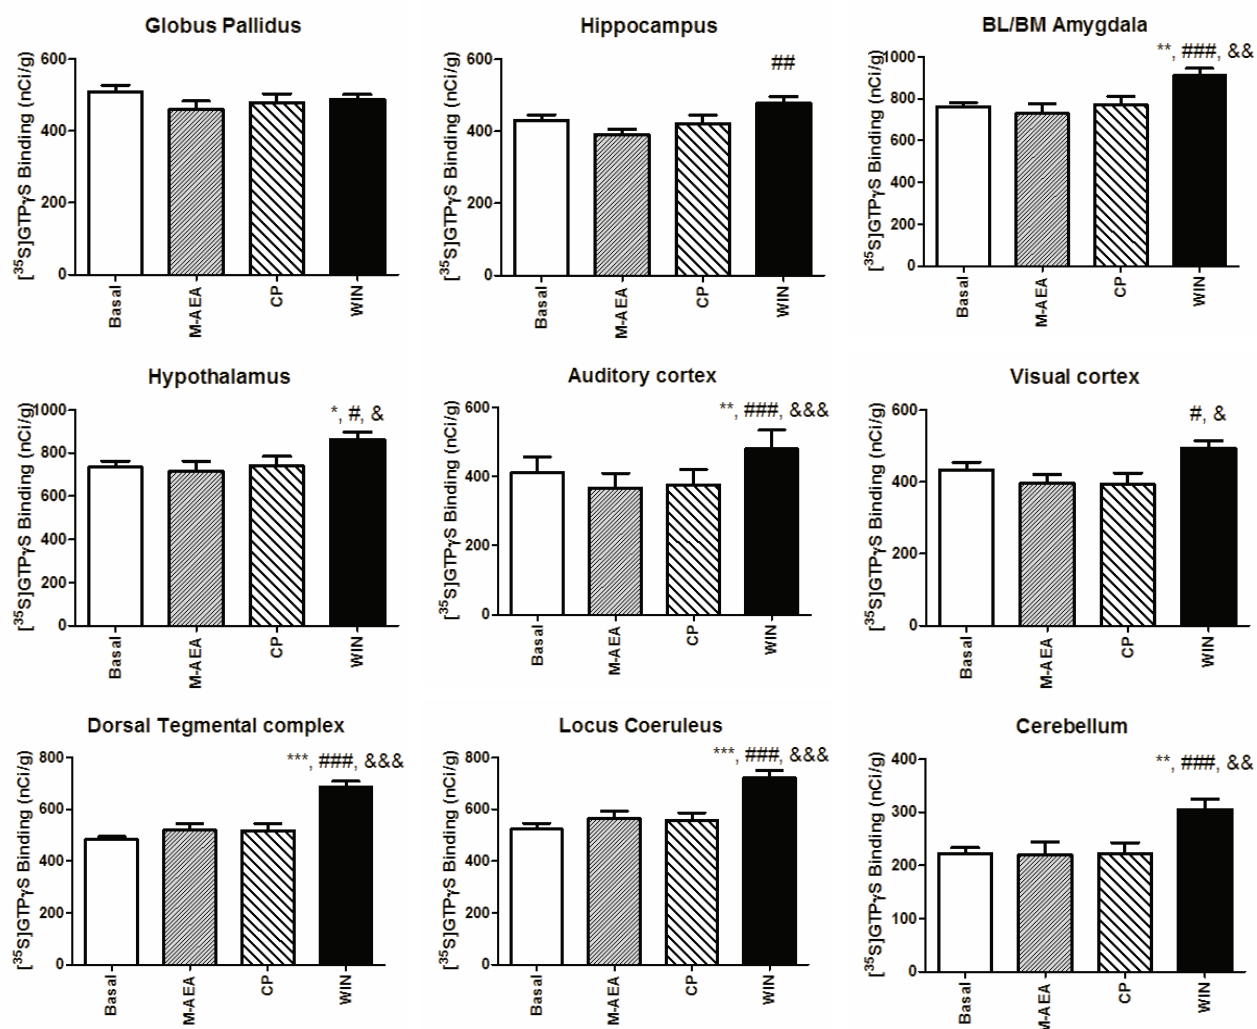 Globus Pallidus
[³⁵S]GTPγS Binding (nCi/g)
600
400
200
0
Basal
M-AEA
CP
WIN
Hippocampus
[³⁵S]GTPγS Binding (nCi/g)
600
400
200
0
##
Basal
M-AEA
CP
WIN
BL/BM Amygdala
[³⁵S]GTPγS Binding (nCi/g)
1000
800
600
400
200
0
**, ###, &&
Basal
M-AEA
CP
WIN
Hypothalamus
[³⁵S]GTPγS Binding (nCi/g)
1000
800
600
400
200
0
*, #, &
Basal
M-AEA
CP
WIN
Auditory cortex
[³⁵S]GTPγS Binding (nCi/g)
600
400
200
0
**, ###, &&&
Basal
M-AEA
CP
WIN
Visual cortex
[³⁵S]GTPγS Binding (nCi/g)
600
400
200
0
#, &
Basal
M-AEA
CP
WIN
Dorsal Tegmental complex
[³⁵S]GTPγS Binding (nCi/g)
800
600
400
200
0
***, ###, &&&
Basal
M-AEA
CP
WIN
Locus Coeruleus
[³⁵S]GTPγS Binding (nCi/g)
800
600
400
200
0
***, ###, &&&
Basal
M-AEA
CP
WIN
Cerebellum
[³⁵S]GTPγS Binding (nCi/g)
400
300
200
100
0
**, ###, &&
Basal
M-AEA
CP
WIN